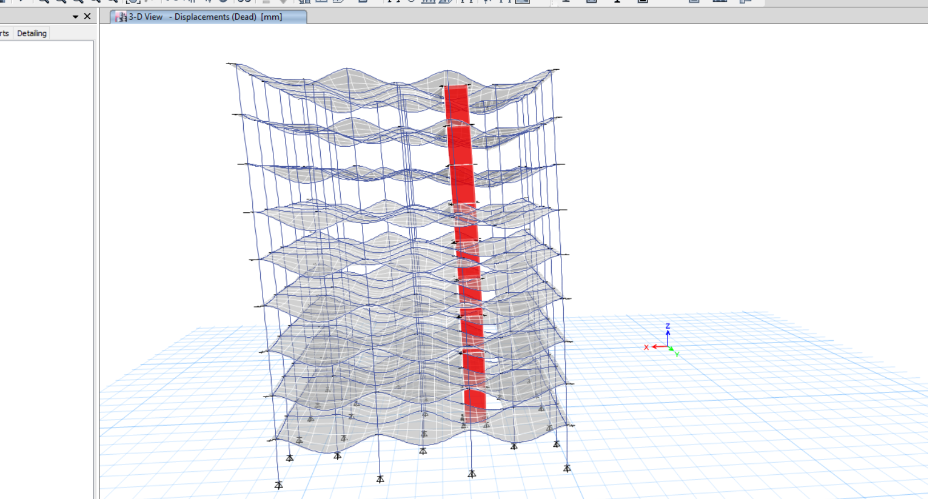 3-D View - Displacements (Dead) [mm]
rts Detailing
Z
X
Y